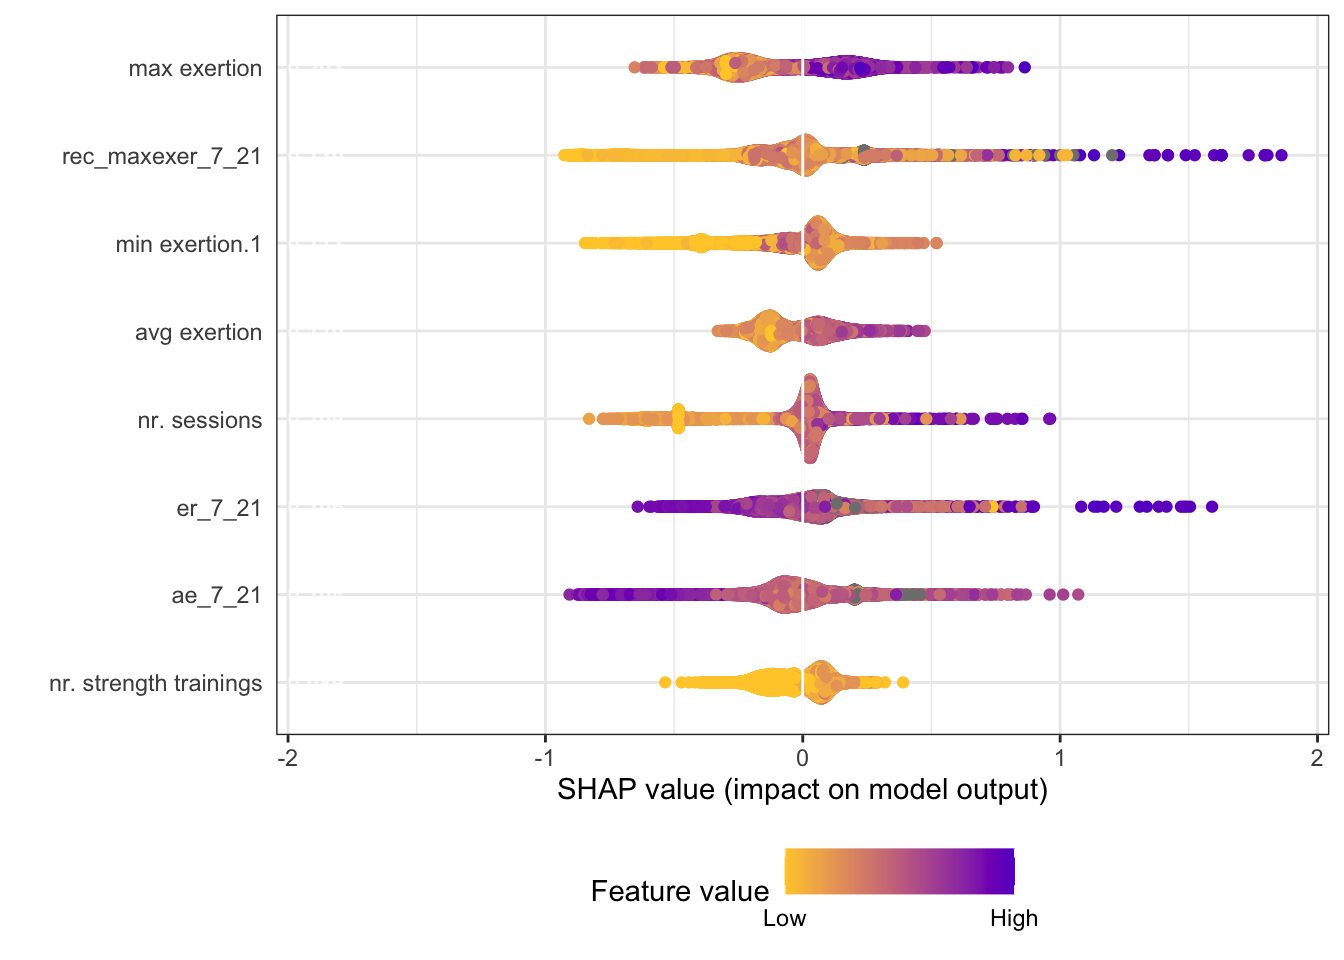 max exertion
rec_maxexer_7_21
min exertion.1
avg exertion
nr. sessions
er_7_21
ae_7_21
nr. strength trainings
-2 -1 0 1 2
SHAP value (impact on model output)
Feature value
Low High